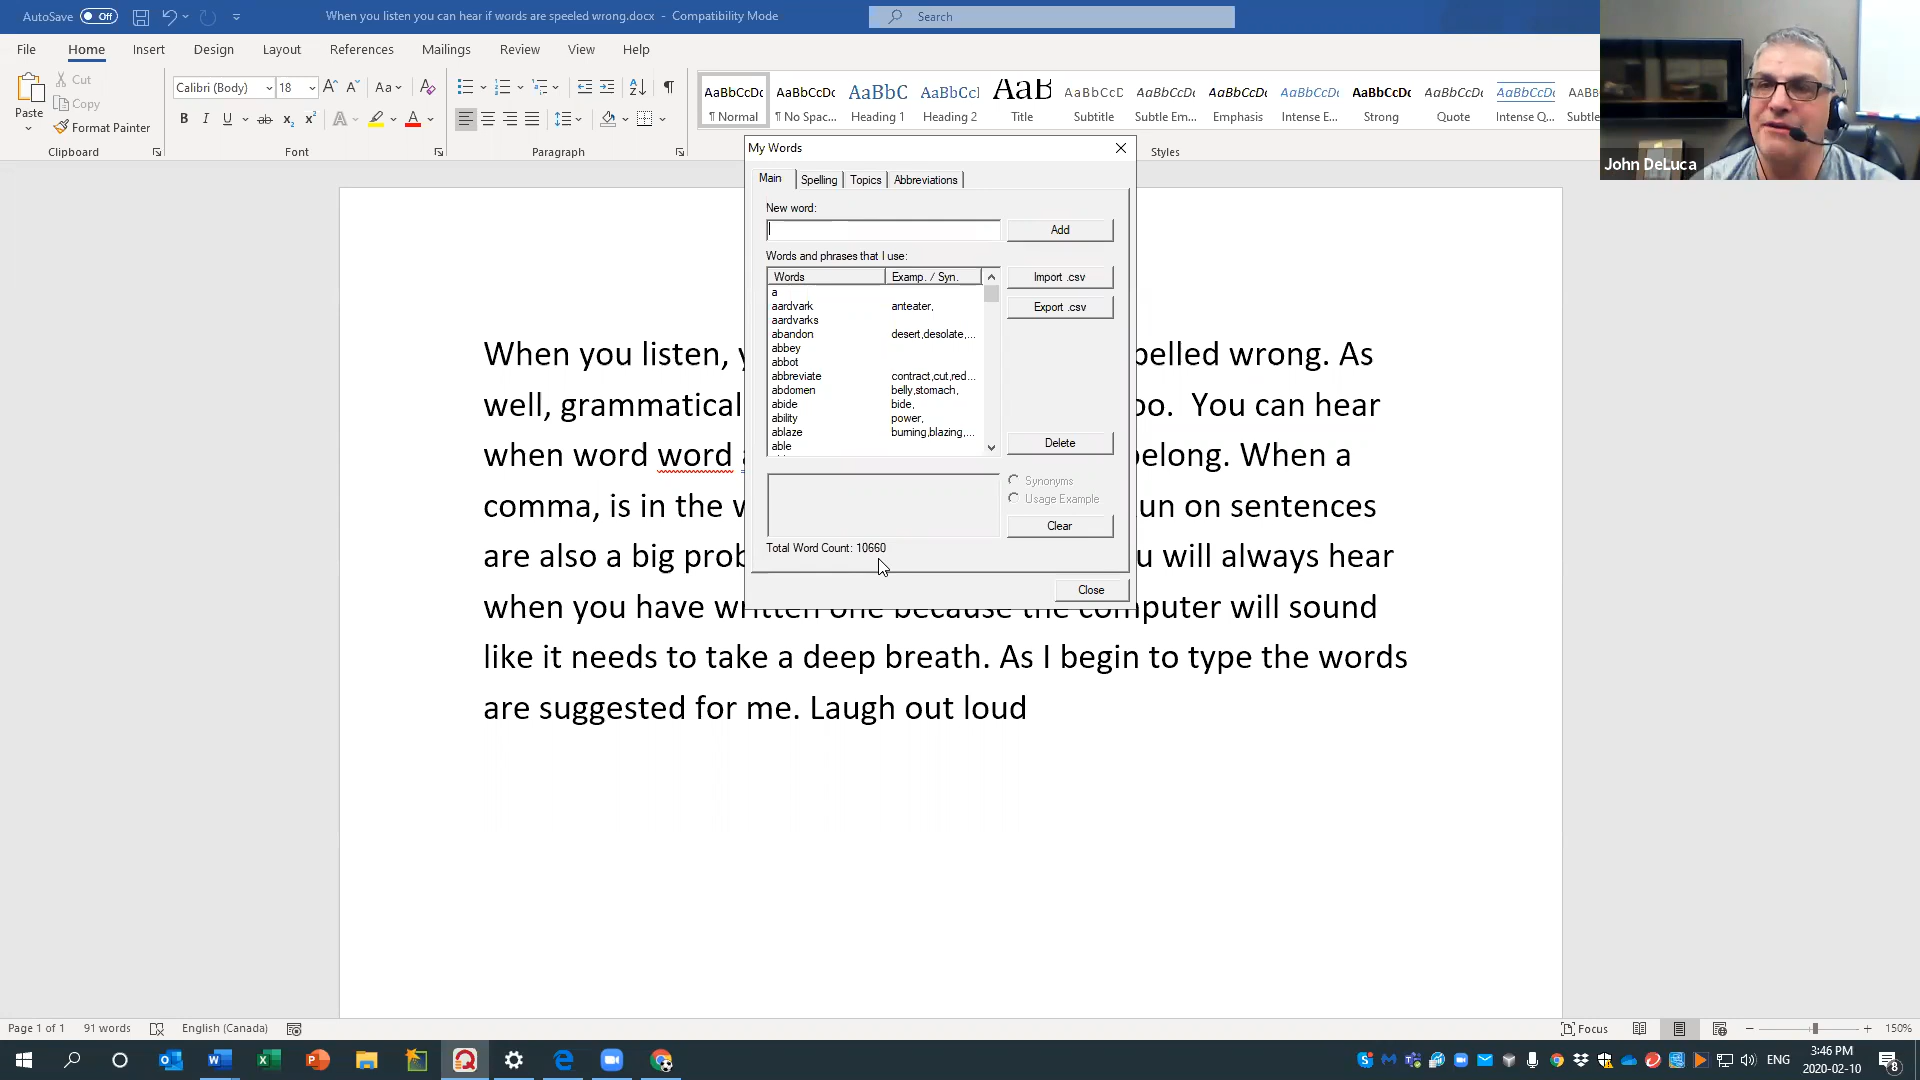 AutoSave Off When you listen you can hear if words are speeled wrong.docx - Compatibility Mode Search
File Home Insert Design Layout References Mailings Review View Help
Paste
Cut
Copy
Format Painter
Clipboard
Calibri (Body) 18
Font
Paragraph
AaBbCcDc AaBbCcDc AaBbC AaBbCcl AaB AaBbCcD AaBbCcDc AaBbCcDc AaBbCcDc AaBbCcDc AaBbCcDc AaBbCcDc AABB
¶ Normal ¶ No Spac... Heading 1 Heading 2 Title Subtitle Subtle Em... Emphasis Intense E... Strong Quote Intense Q... Subtle
Styles
John DeLuca
My Words
Main Spelling Topics Abbreviations
New word:
Add
Words and phrases that I use:
Words Examp. / Syn.
a
aardvark anteater,
aardvarks
abandon desert,desolate,...
abbey
abbot
abbreviate contract,cut,red...
abdomen belly,stomach,
abide bide,
ability power,
ablaze burning,blazing,...
able
Import .csv
Export .csv
Delete
Synonyms
Usage Example
Clear
Total Word Count: 10660
Close
When you listen, pelled wrong. As
well, grammatical oo. You can hear
when word word belong. When a
comma, is in the un on sentences
are also a big prob u will always hear
when you have written one because the computer will sound
like it needs to take a deep breath. As I begin to type the words
are suggested for me. Laugh out loud
Page 1 of 1 91 words English (Canada) Focus 150%
ENG 3:46 PM
2020-02-10
8